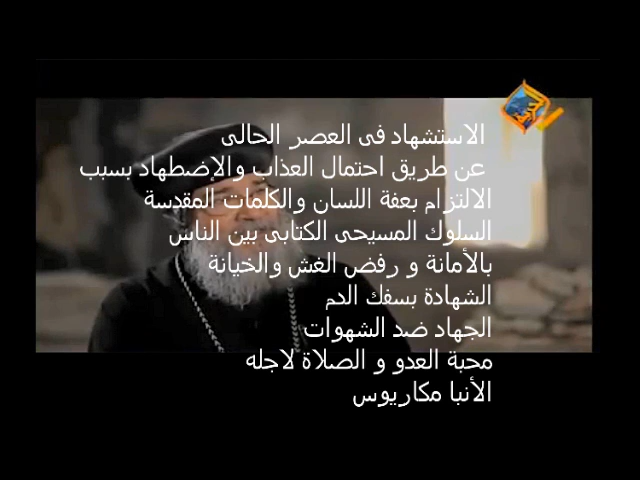 الاستشهاد فى العصر الحالى
عن طريق احتمال العذاب والإضطهاد بسبب
الالتزام بعفة اللسان والكلمات المقدسة
السلوك المسيحى الكتابى بين الناس
بالأمانة و رفض الغش والخيانة
الشهادة بسفك الدم
الجهاد ضد الشهوات
محبة العدو و الصلاة لاجله
الأنبا مكاريوس